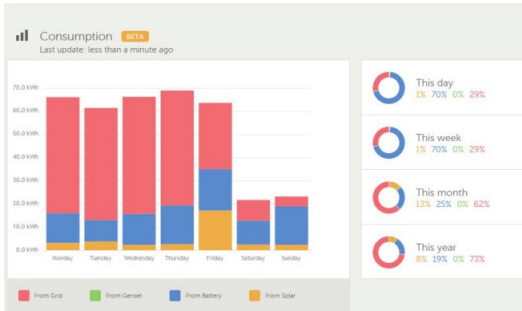 Consumption BETA
Last update: less than a minute ago
70.0 kWh
60.0 kWh
50.0 kWh
40.0 kWh
30.0 kWh
20.0 kWh
10.0 kWh
0.0 kWh
Monday Tuesday Wednesday Thursday Friday Saturday Sunday
From Grid From Genset From Battery From Solar
This day
1% 70% 0% 29%
This week
1% 70% 0% 29%
This month
13% 25% 0% 62%
This year
8% 19% 0% 73%